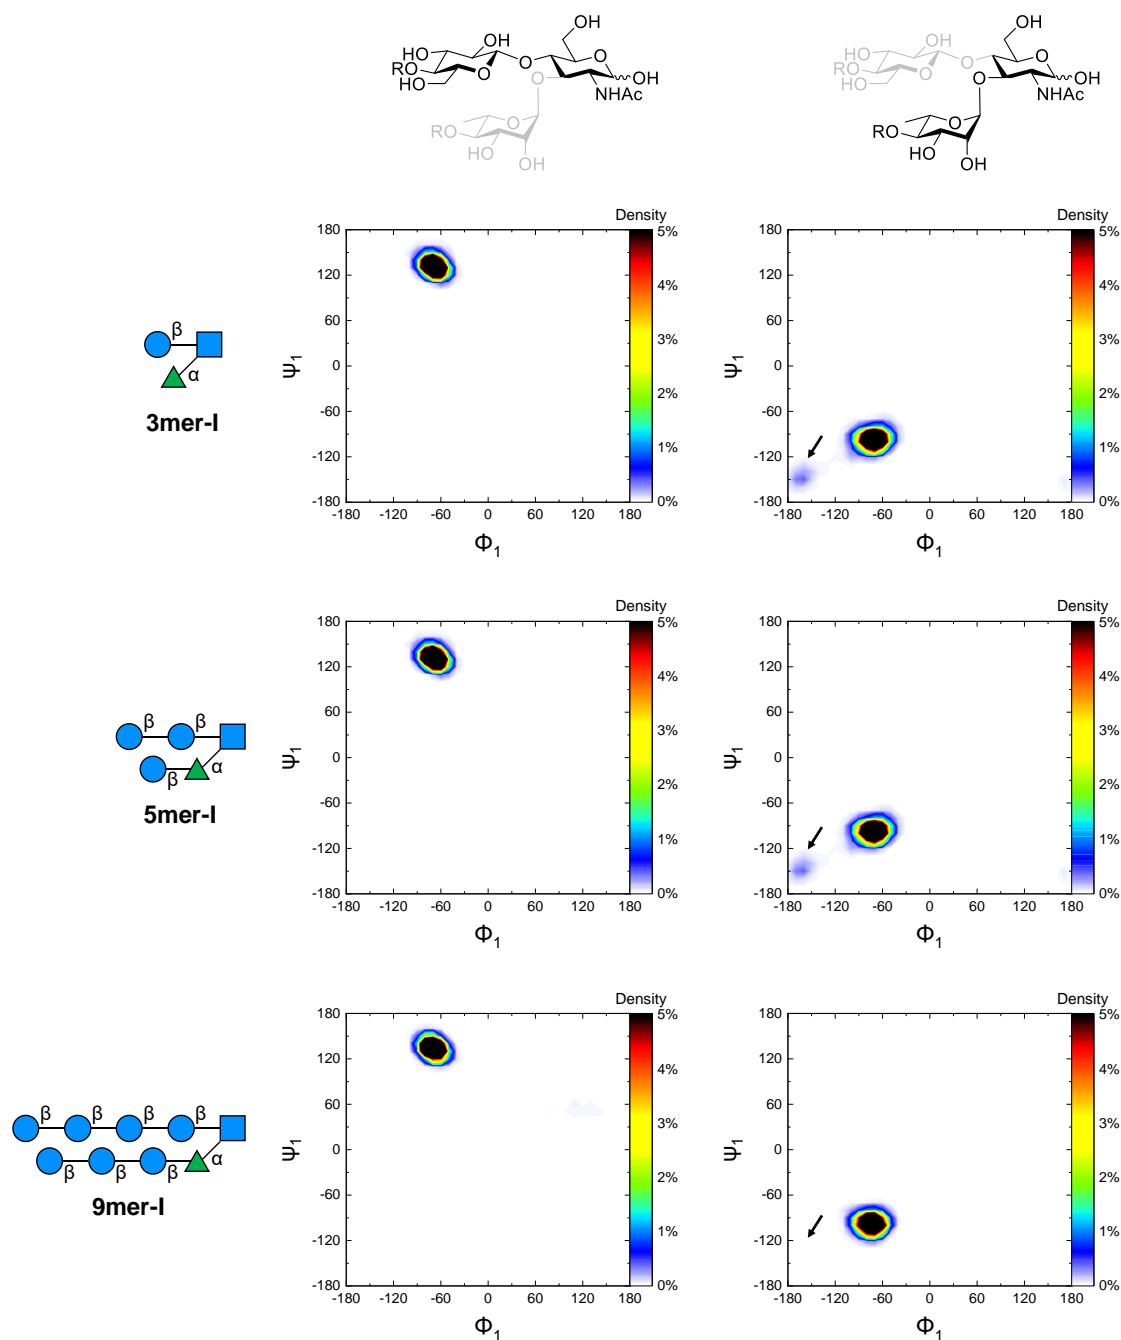 OH
OH
HO
OH
RO
O
O
O
HO
O
NHAc
OH
RO
O
HO
OH
OH
OH
HO
OH
RO
O
O
O
HO
O
NHAc
OH
RO
O
HO
OH
β
α
3mer-I
Density
180
120
60
0
-60
-120
-180
Ψ1
-180 -120 -60 0 60 120 180
Φ1
5%
4%
3%
2%
1%
0%
Density
180
120
60
0
-60
-120
-180
Ψ1
-180 -120 -60 0 60 120 180
Φ1
5%
4%
3%
2%
1%
0%
β β
β α
5mer-I
Density
180
120
60
0
-60
-120
-180
Ψ1
-180 -120 -60 0 60 120 180
Φ1
5%
4%
3%
2%
1%
0%
Density
180
120
60
0
-60
-120
-180
Ψ1
-180 -120 -60 0 60 120 180
Φ1
5%
4%
3%
2%
1%
0%
β β β β
β β β α
9mer-I
Density
180
120
60
0
-60
-120
-180
Ψ1
-180 -120 -60 0 60 120 180
Φ1
5%
4%
3%
2%
1%
0%
Density
180
120
60
0
-60
-120
-180
Ψ1
-180 -120 -60 0 60 120 180
Φ1
5%
4%
3%
2%
1%
0%